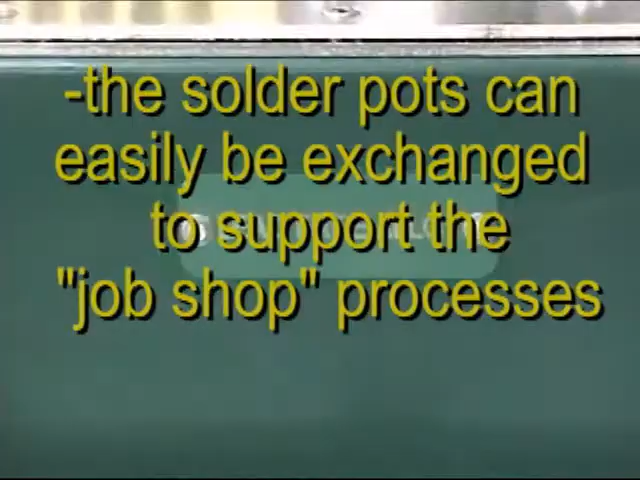 -the solder pots can
easily be exchanged
to support the
"job shop" processes